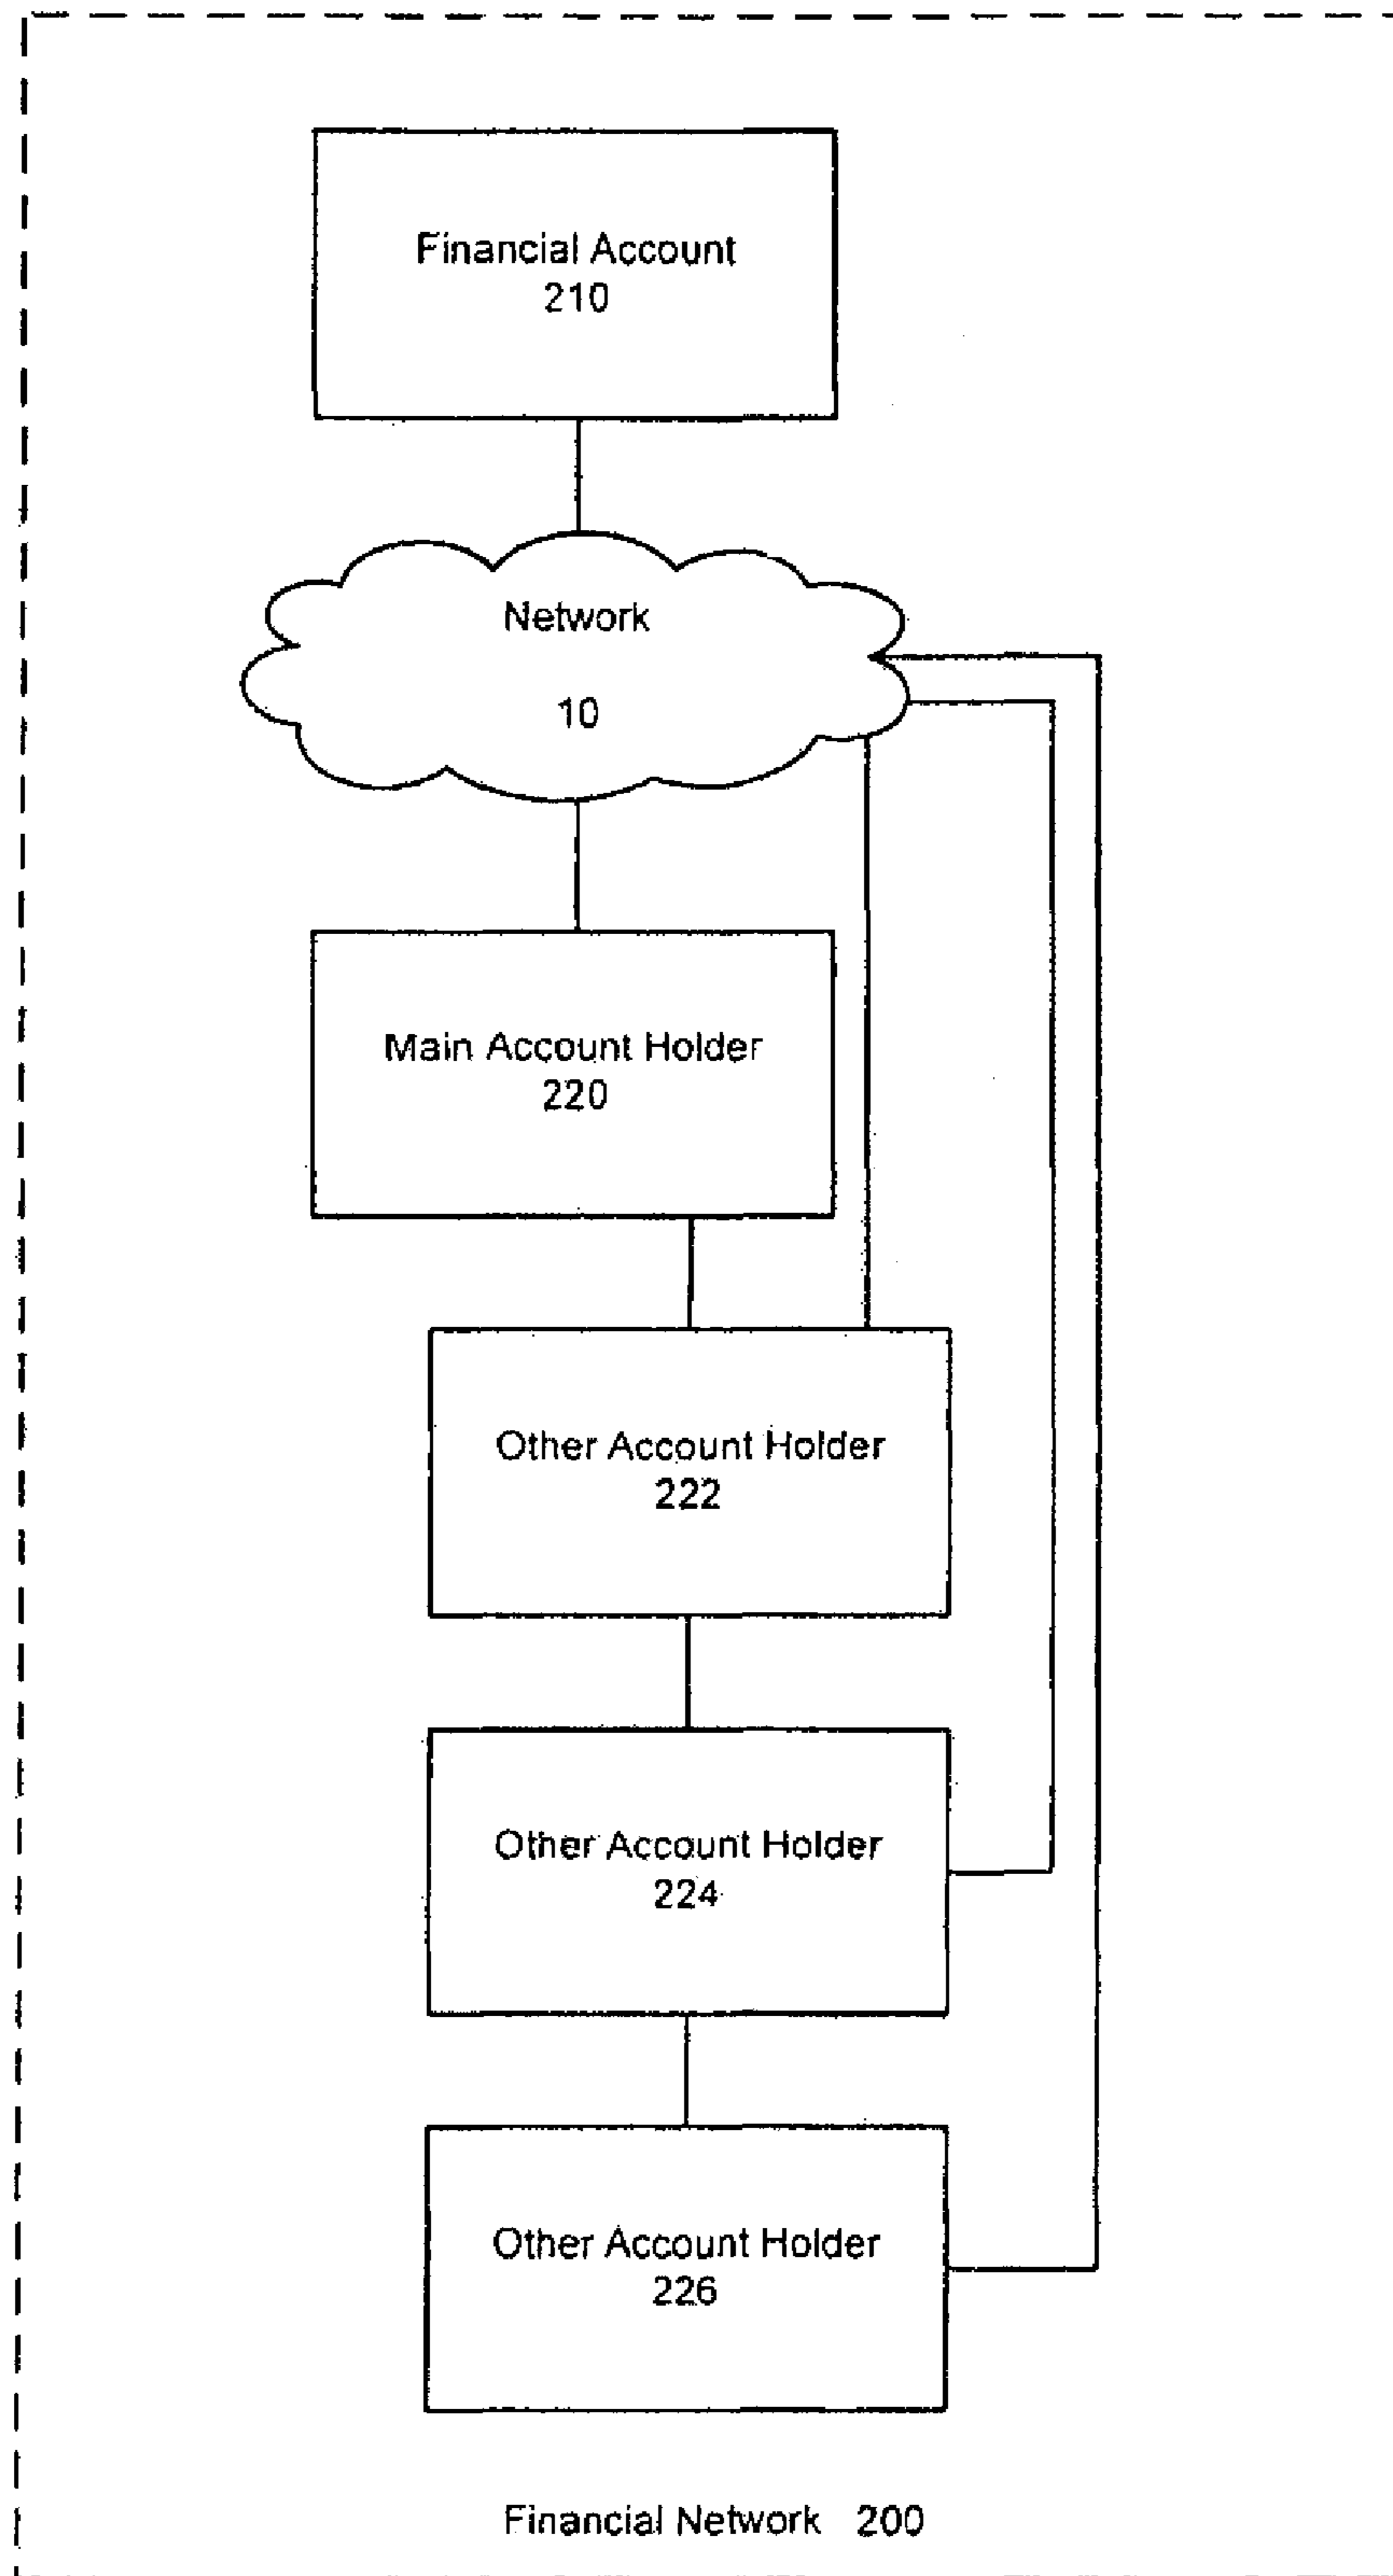 Financial Account
210
Network
10
Main Account Holder
220
Other Account Holder
222
Other Account Holder
224
Other Account Holder
226
Financial Network 200